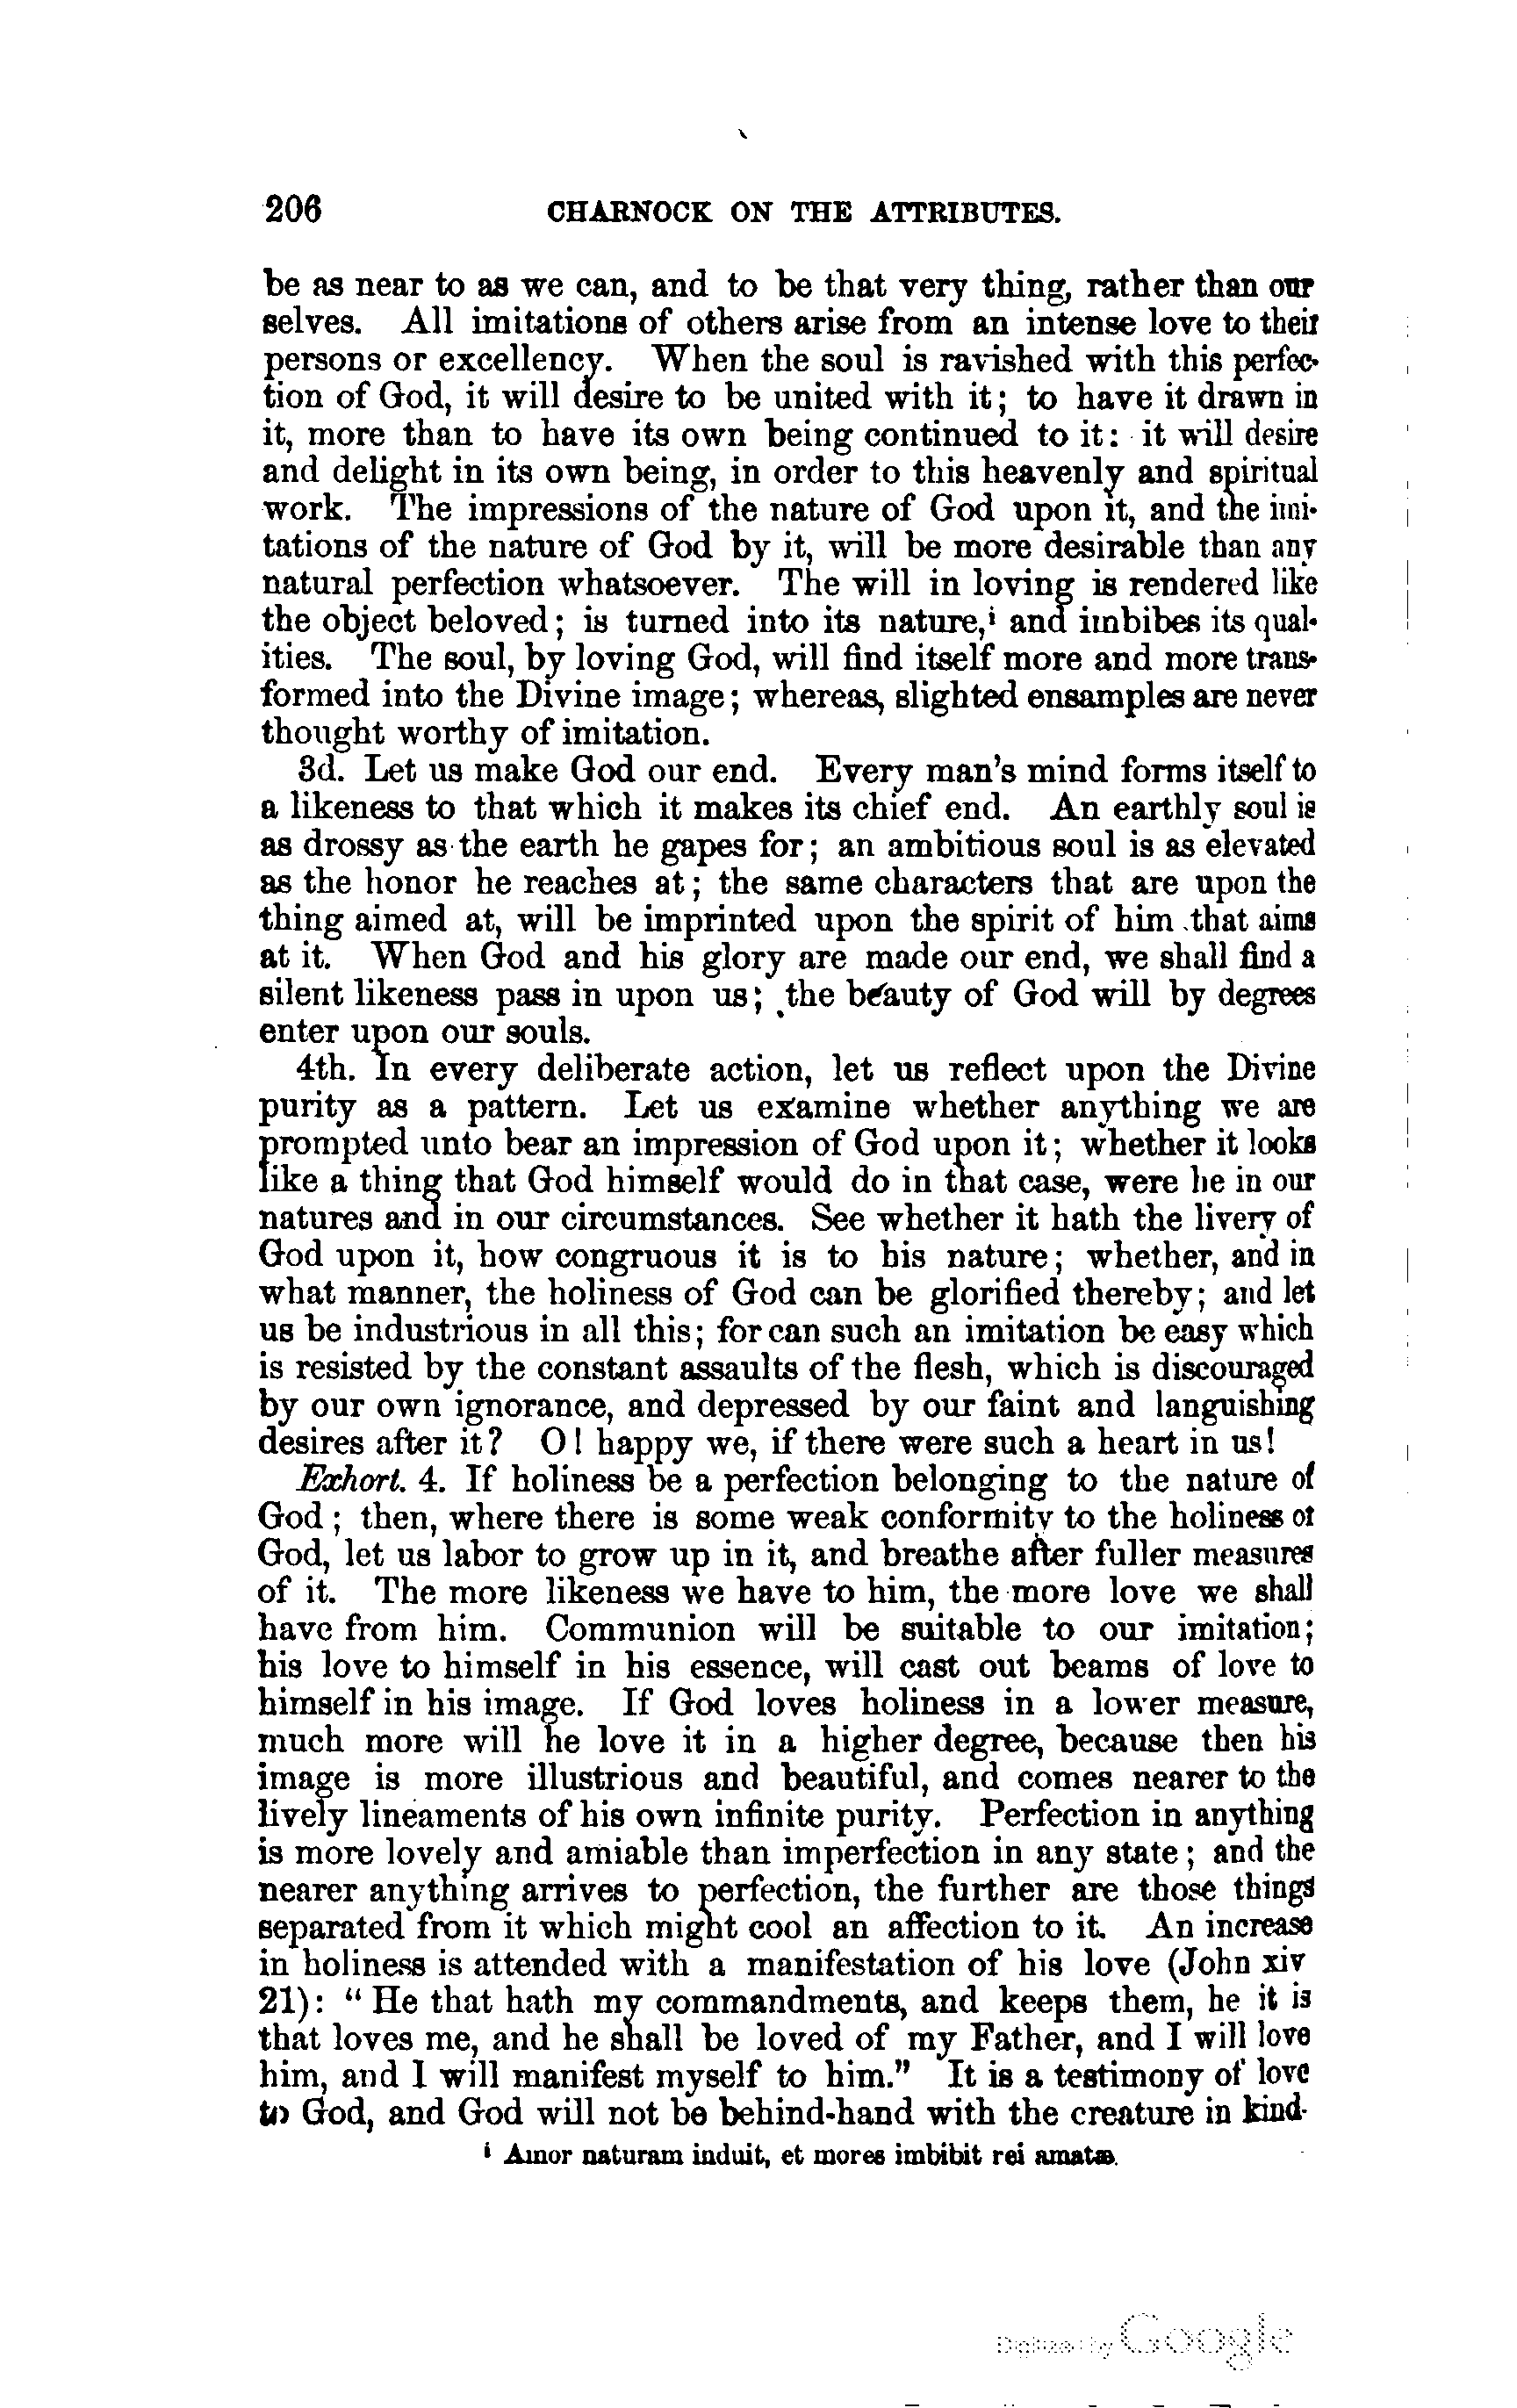 206 CHARNOCK ON THE ATTRIBUTES.
be as near to as we can, and to be that very thing, rather than our
selves. All imitations of others arise from an intense love to their
persons or excellency. When the soul is ravished with this perfec-
tion of God, it will desire to be united with it; to have it drawn in
it, more than to have its own being continued to it: it will desire
and delight in its own being, in order to this heavenly and spiritual
work. The impressions of the nature of God upon it, and the imi-
tations of the nature of God by it, will be more desirable than any
natural perfection whatsoever. The will in loving is rendered like
the object beloved; is turned into its nature,i and imbibes its qual-
ities. The soul, by loving God, will find itself more and more trans-
formed into the Divine image; whereas, slighted ensamples are never
thought worthy of imitation.
3d. Let us make God our end. Every man's mind forms itself to
a likeness to that which it makes its chief end. An earthly soul is
as drossy as the earth he gapes for; an ambitious soul is as elevated
as the honor he reaches at; the same characters that are upon the
thing aimed at, will be imprinted upon the spirit of him that aims
at it. When God and his glory are made our end, we shall find a
silent likeness pass in upon us; the beauty of God will by degrees
enter upon our souls.
4th. In every deliberate action, let us reflect upon the Divine
purity as a pattern. Let us examine whether anything we are
prompted unto bear an impression of God upon it; whether it looks
like a thing that God himself would do in that case, were he in our
natures and in our circumstances. See whether it hath the livery of
God upon it, how congruous it is to his nature; whether, and in
what manner, the holiness of God can be glorified thereby; and let
us be industrious in all this; for can such an imitation be easy which
is resisted by the constant assaults of the flesh, which is discouraged
by our own ignorance, and depressed by our faint and languishing
desires after it? O! happy we, if there were such a heart in us!
Exhort. 4. If holiness be a perfection belonging to the nature of
God; then, where there is some weak conformity to the holiness of
God, let us labor to grow up in it, and breathe after fuller measures
of it. The more likeness we have to him, the more love we shall
have from him. Communion will be suitable to our imitation;
his love to himself in his essence, will cast out beams of love to
himself in his image. If God loves holiness in a lower measure,
much more will he love it in a higher degree, because then his
image is more illustrious and beautiful, and comes nearer to the
lively lineaments of his own infinite purity. Perfection in anything
is more lovely and amiable than imperfection in any state; and the
nearer anything arrives to perfection, the further are those things
separated from it which might cool an affection to it. An increase
in holiness is attended with a manifestation of his love (John xiv
21): "He that hath my commandments, and keeps them, he it is
that loves me, and he shall be loved of my Father, and I will love
him, and I will manifest myself to him." It is a testimony of love
to God, and God will not be behind-hand with the creature in kind-
i Amor naturam induit, et mores imbibit rei amatæ.
Digitized by Google